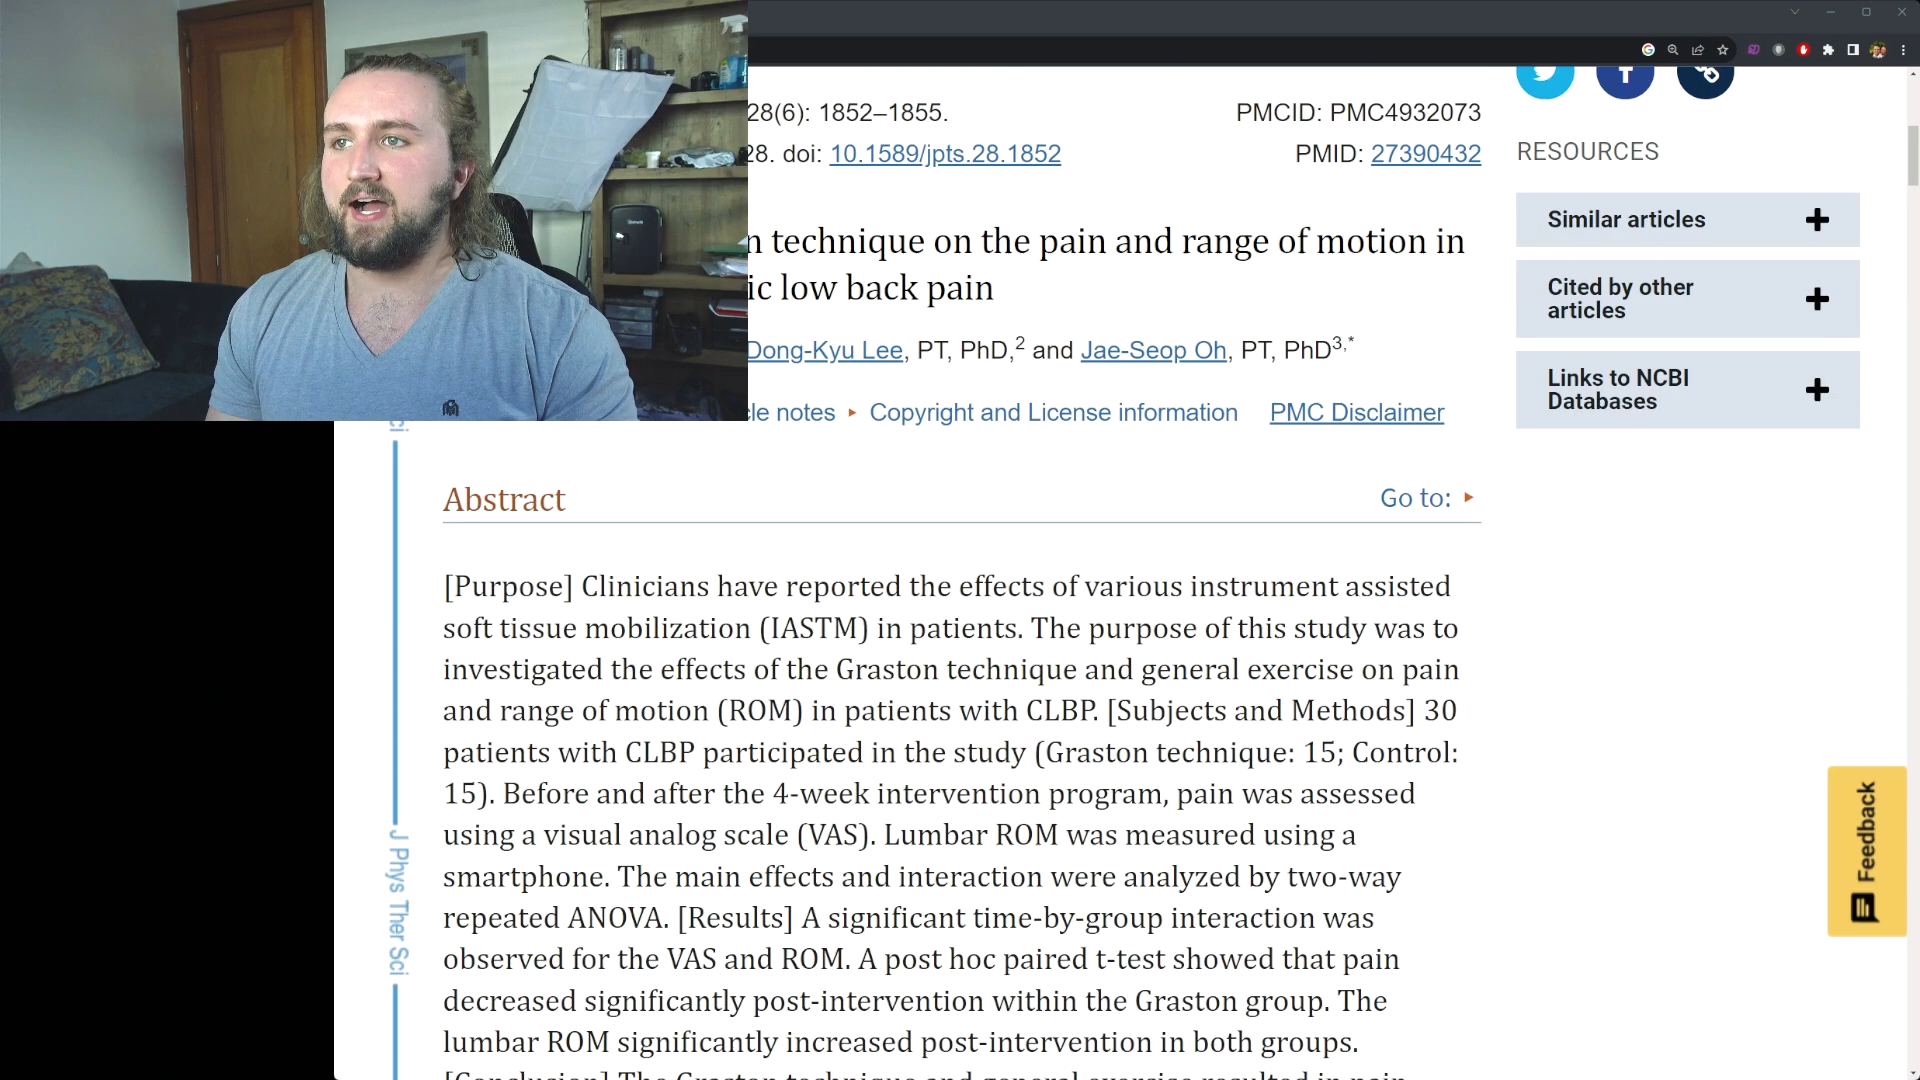 28(6): 1852–1855.
PMCID: PMC4932073
28. doi: 10.1589/jpts.28.1852
PMID: 27390432
technique on the pain and range of motion in
low back pain
Dong-Kyu Lee, PT, PhD,2 and Jae-Seop Oh, PT, PhD3,*
notes ▸ Copyright and License information PMC Disclaimer
RESOURCES
Similar articles
Cited by other
articles
Links to NCBI
Databases
Abstract
Go to: ▸
[Purpose] Clinicians have reported the effects of various instrument assisted
soft tissue mobilization (IASTM) in patients. The purpose of this study was to
investigated the effects of the Graston technique and general exercise on pain
and range of motion (ROM) in patients with CLBP. [Subjects and Methods] 30
patients with CLBP participated in the study (Graston technique: 15; Control:
15). Before and after the 4-week intervention program, pain was assessed
using a visual analog scale (VAS). Lumbar ROM was measured using a
smartphone. The main effects and interaction were analyzed by two-way
repeated ANOVA. [Results] A significant time-by-group interaction was
observed for the VAS and ROM. A post hoc paired t-test showed that pain
decreased significantly post-intervention within the Graston group. The
lumbar ROM significantly increased post-intervention in both groups.
[Conclusion] The Graston technique and general exercise resulted in pain
J Phys Ther Sci
Feedback